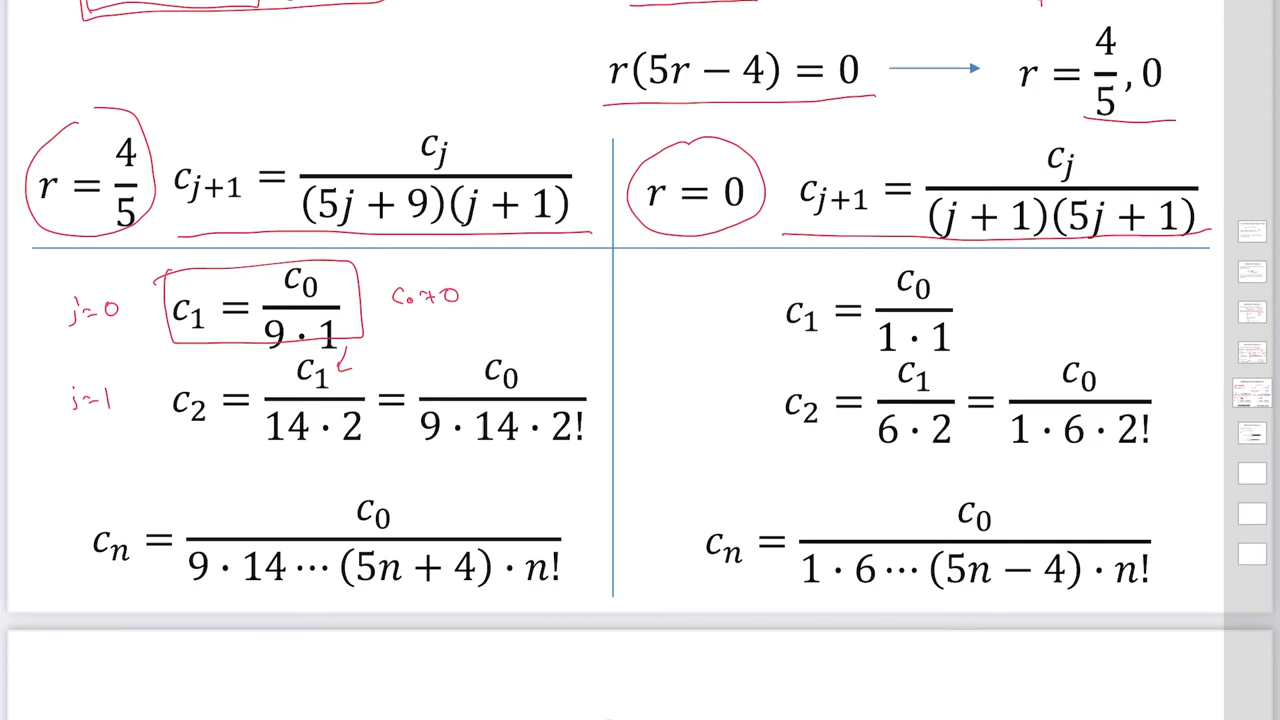 r(5r − 4) = 0 → r = 4/5, 0
r = 4/5 c_{j+1} = c_j / (5j + 9)(j + 1)
r = 0 c_{j+1} = c_j / (j + 1)(5j + 1)
j=0 c_1 = c_0 / 9 · 1 c_0 ≠ 0
j=1 c_2 = c_1 / 14 · 2 = c_0 / 9 · 14 · 2!
c_n = c_0 / 9 · 14 ⋯ (5n + 4) · n!
c_1 = c_0 / 1 · 1
c_2 = c_1 / 6 · 2 = c_0 / 1 · 6 · 2!
c_n = c_0 / 1 · 6 ⋯ (5n − 4) · n!